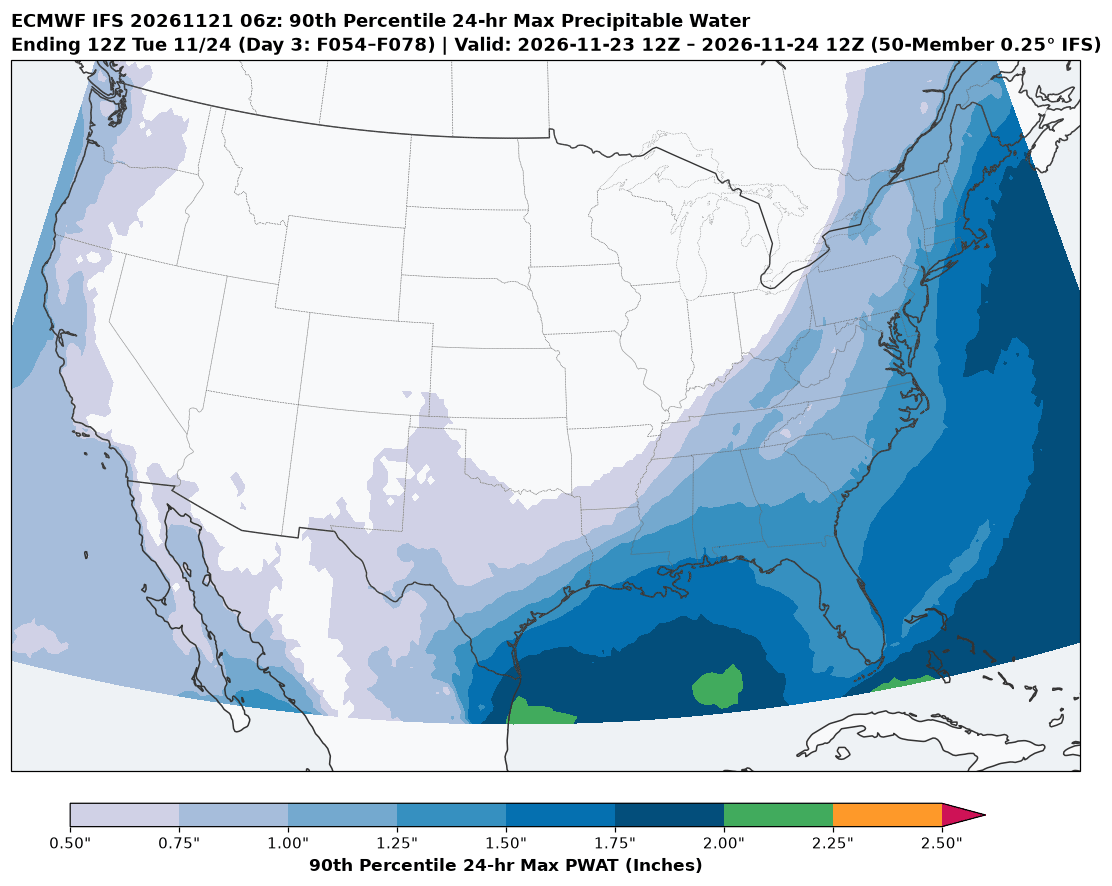 ECMWF IFS 20261121 06z: 90th Percentile 24-hr Max Precipitable Water
Ending 12Z Tue 11/24 (Day 3: F054–F078) | Valid: 2026-11-23 12Z – 2026-11-24 12Z (50-Member 0.25° IFS)
0.50" 0.75" 1.00" 1.25" 1.50" 1.75" 2.00" 2.25" 2.50"
90th Percentile 24-hr Max PWAT (Inches)